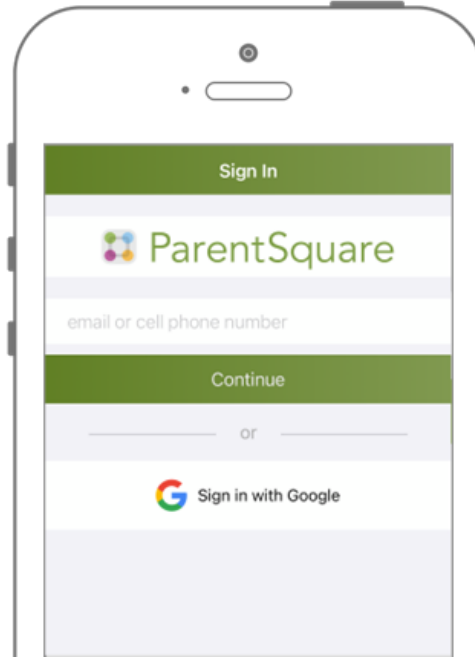 Sign In
ParentSquare
email or cell phone number
Continue
or
Sign in with Google